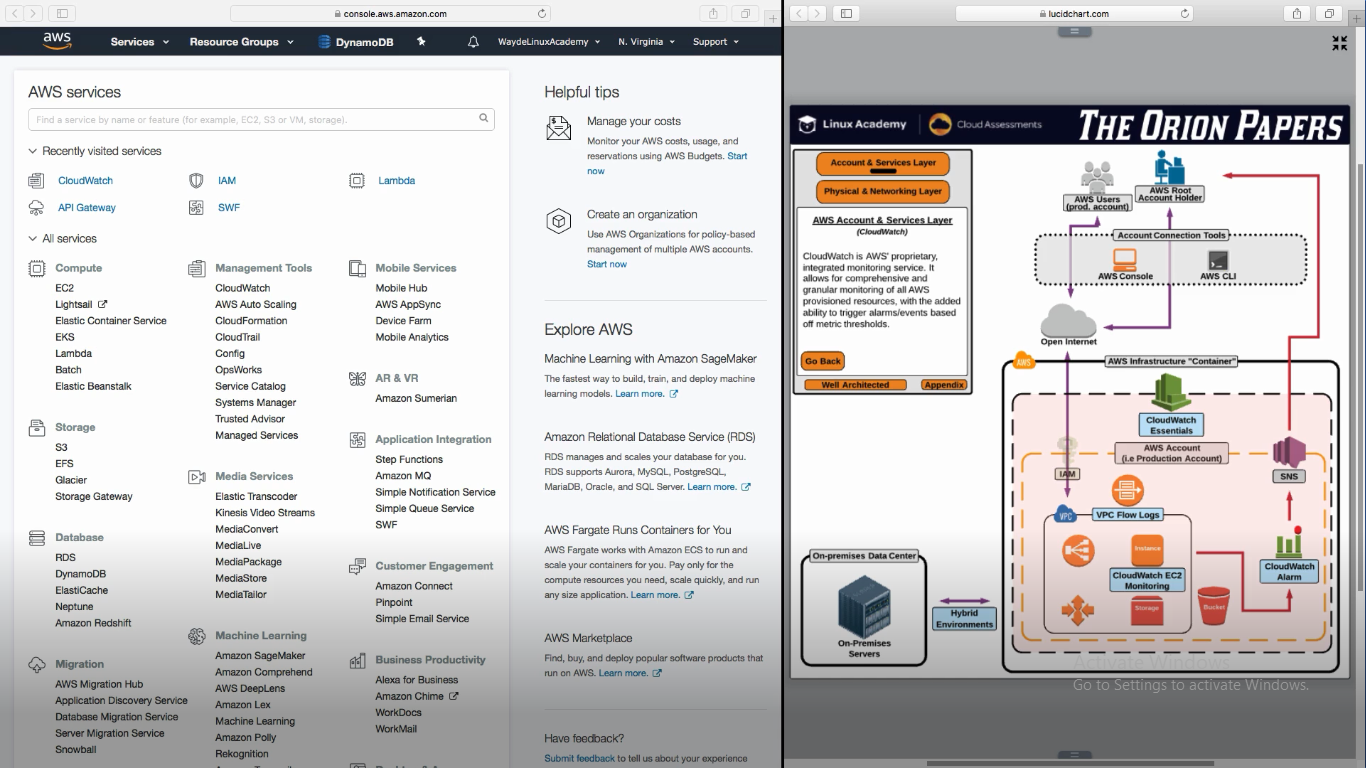 console.aws.amazon.com
aws
Services
Resource Groups
DynamoDB
WaydeLinuxAcademy
N. Virginia
Support
AWS services
Find a service by name or feature (for example, EC2, S3 or VM, storage).
Recently visited services
CloudWatch
IAM
Lambda
API Gateway
SWF
All services
Compute
EC2
Lightsail
Elastic Container Service
EKS
Lambda
Batch
Elastic Beanstalk
Storage
S3
EFS
Glacier
Storage Gateway
Database
RDS
DynamoDB
ElastiCache
Neptune
Amazon Redshift
Migration
AWS Migration Hub
Application Discovery Service
Database Migration Service
Server Migration Service
Snowball
Management Tools
CloudWatch
AWS Auto Scaling
CloudFormation
CloudTrail
Config
OpsWorks
Service Catalog
Systems Manager
Trusted Advisor
Managed Services
Media Services
Elastic Transcoder
Kinesis Video Streams
MediaConvert
MediaLive
MediaPackage
MediaStore
MediaTailor
Machine Learning
Amazon SageMaker
Amazon Comprehend
AWS DeepLens
Amazon Lex
Machine Learning
Amazon Polly
Rekognition
Mobile Services
Mobile Hub
AWS AppSync
Device Farm
Mobile Analytics
AR & VR
Amazon Sumerian
Application Integration
Step Functions
Amazon MQ
Simple Notification Service
Simple Queue Service
SWF
Customer Engagement
Amazon Connect
Pinpoint
Simple Email Service
Business Productivity
Alexa for Business
Amazon Chime
WorkDocs
WorkMail
Helpful tips
Manage your costs
Monitor your AWS costs, usage, and
reservations using AWS Budgets. Start
now
Create an organization
Use AWS Organizations for policy-based
management of multiple AWS accounts.
Start now
Explore AWS
Machine Learning with Amazon SageMaker
The fastest way to build, train, and deploy machine
learning models. Learn more.
Amazon Relational Database Service (RDS)
RDS manages and scales your database for you.
RDS supports Aurora, MySQL, PostgreSQL,
MariaDB, Oracle, and SQL Server. Learn more.
AWS Fargate Runs Containers for You
AWS Fargate works with Amazon ECS to run and
scale your containers for you. Pay only for the
compute resources you need, scale quickly, and run
any size application. Learn more.
AWS Marketplace
Find, buy, and deploy popular software products that
run on AWS. Learn more.
Have feedback?
Submit feedback to tell us about your experience
lucidchart.com
Linux Academy
Cloud Assessments
THE ORION PAPERS
Account & Services Layer
Physical & Networking Layer
AWS Account & Services Layer
(CloudWatch)
CloudWatch is AWS' proprietary,
integrated monitoring service. It
allows for comprehensive and
granular monitoring of all AWS
provisioned resources, with the added
ability to trigger alarms/events based
off metric thresholds.
Go Back
Well Architected
Appendix
AWS Users
(prod. account)
AWS Root
Account Holder
Account Connection Tools
AWS Console
AWS CLI
Open Internet
AWS
AWS Infrastructure "Container"
CloudWatch
Essentials
AWS Account
(i.e Production Account)
IAM
SNS
VPC
VPC Flow Logs
Instance
CloudWatch EC2
Monitoring
Storage
Bucket
CloudWatch
Alarm
On-premises Data Center
On-Premises
Servers
Hybrid
Environments
Activate Windows
Go to Settings to activate Windows.